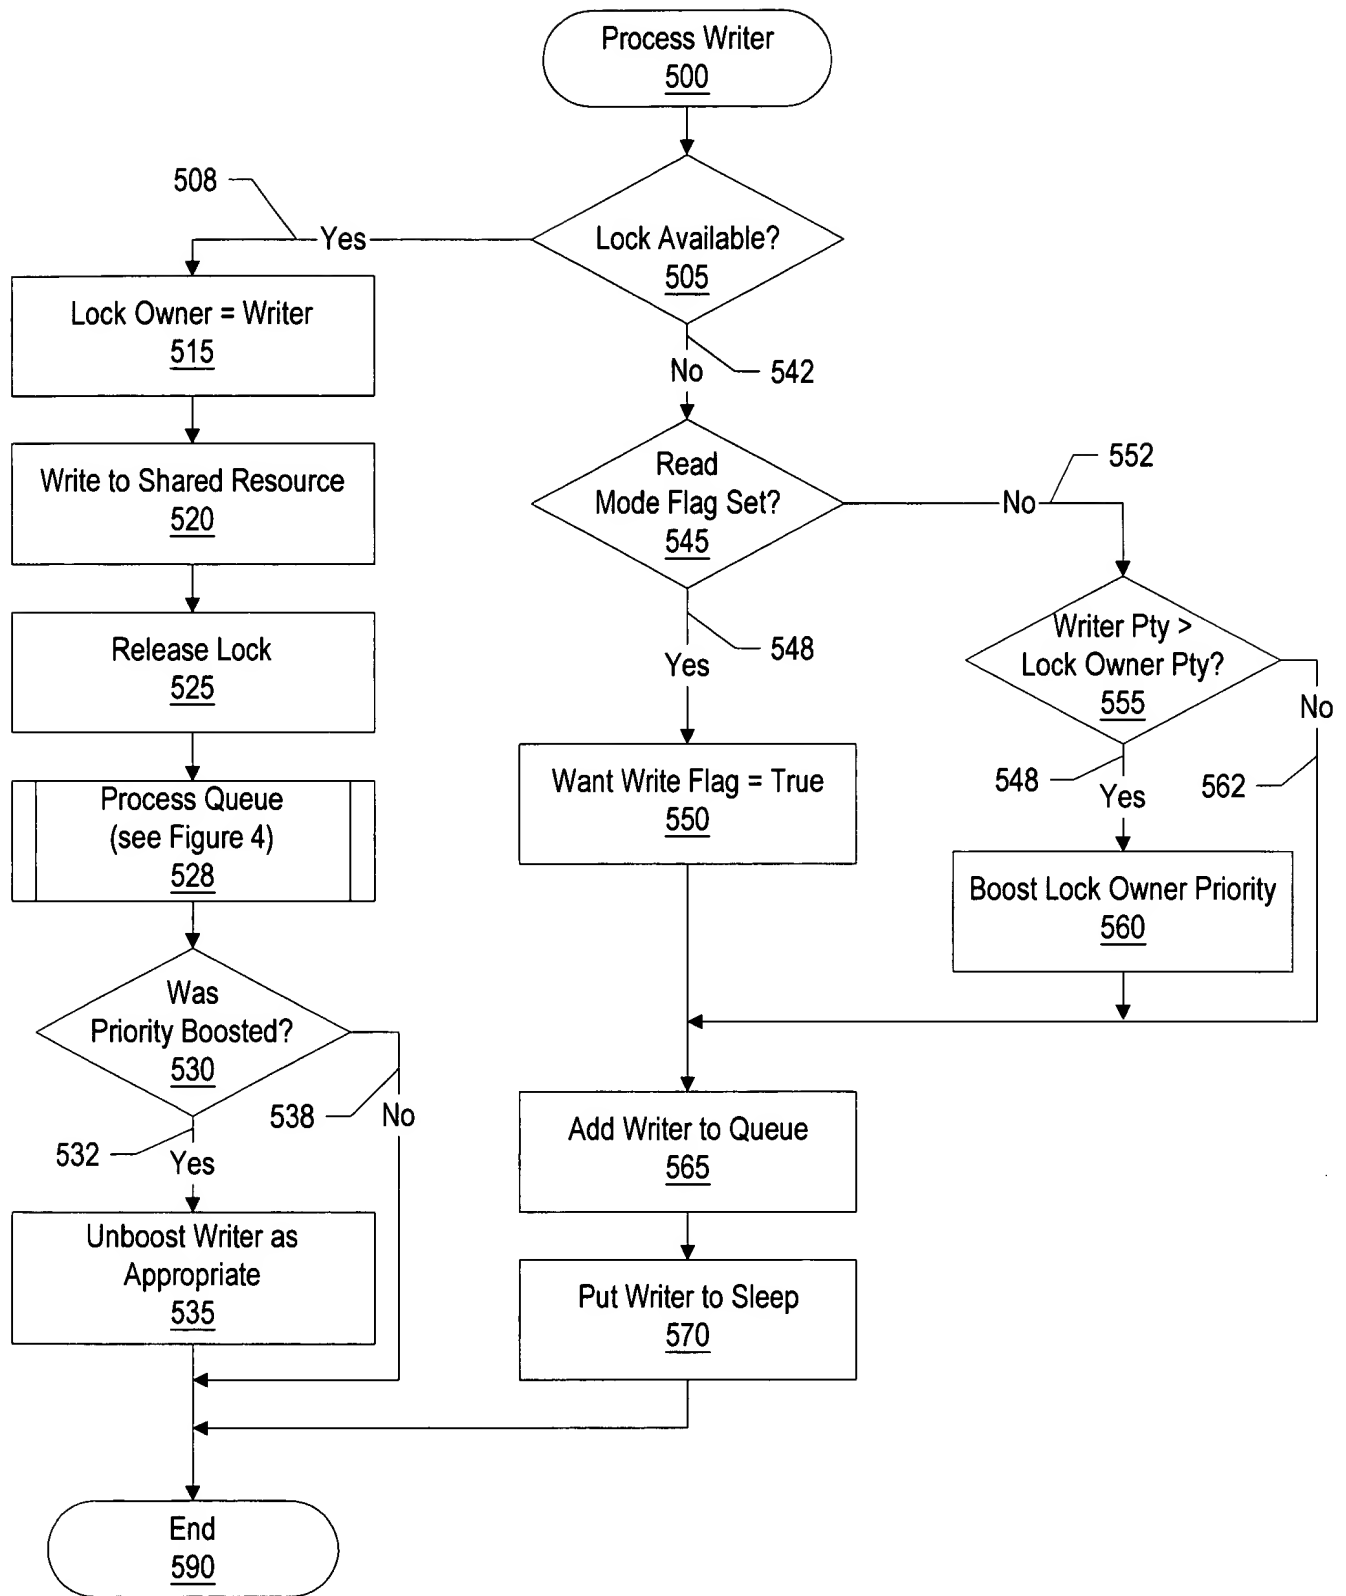 Process Writer
500
508
Yes
Lock Available?
505
Lock Owner = Writer
515
No
542
Write to Shared Resource
520
Read
Mode Flag Set?
545
No
552
Release Lock
525
Yes
548
Writer Pty >
Lock Owner Pty?
555
No
548
Yes
562
Want Write Flag = True
550
Process Queue
(see Figure 4)
528
Boost Lock Owner Priority
560
Was
Priority Boosted?
530
538
No
532
Yes
Add Writer to Queue
565
Unboost Writer as
Appropriate
535
Put Writer to Sleep
570
End
590